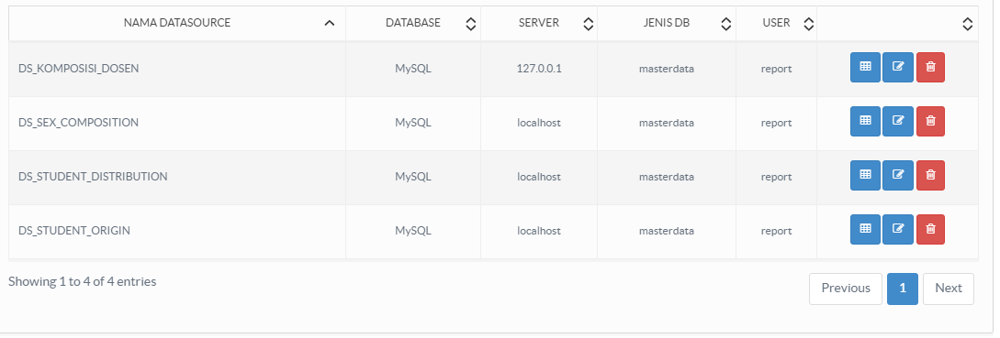 NAMA DATASOURCE DATABASE SERVER JENIS DB USER
DS_KOMPOSISI_DOSEN MySQL 127.0.0.1 masterdata report
DS_SEX_COMPOSITION MySQL localhost masterdata report
DS_STUDENT_DISTRIBUTION MySQL localhost masterdata report
DS_STUDENT_ORIGIN MySQL localhost masterdata report
Showing 1 to 4 of 4 entries
Previous 1 Next